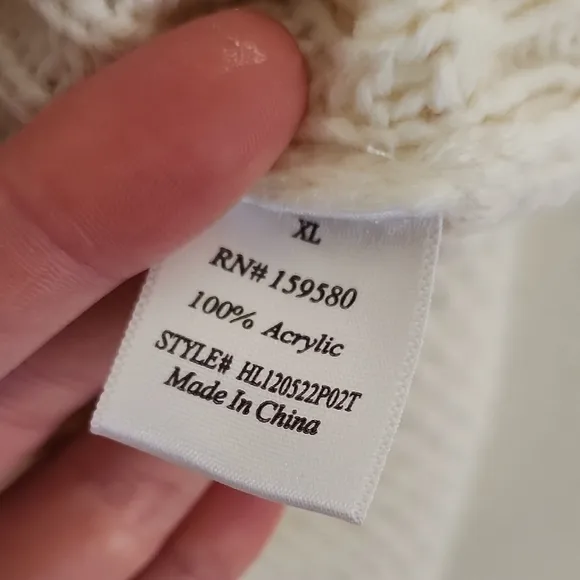 XL
RN# 159580
100% Acrylic
STYLE# HL120522P02T
Made In China